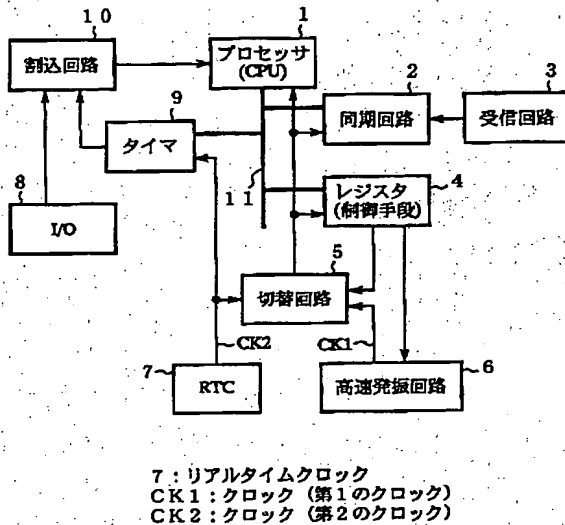 10
割込回路
1
プロセッサ
(CPU)
2
同期回路
3
受信回路
9
タイマ
8
I/O
11
レジスタ
(制御手段)
4
5
切替回路
CK2
CK1
7
RTC
高速発振回路
6
7:リアルタイムクロック
CK1:クロック(第1のクロック)
CK2:クロック(第2のクロック)